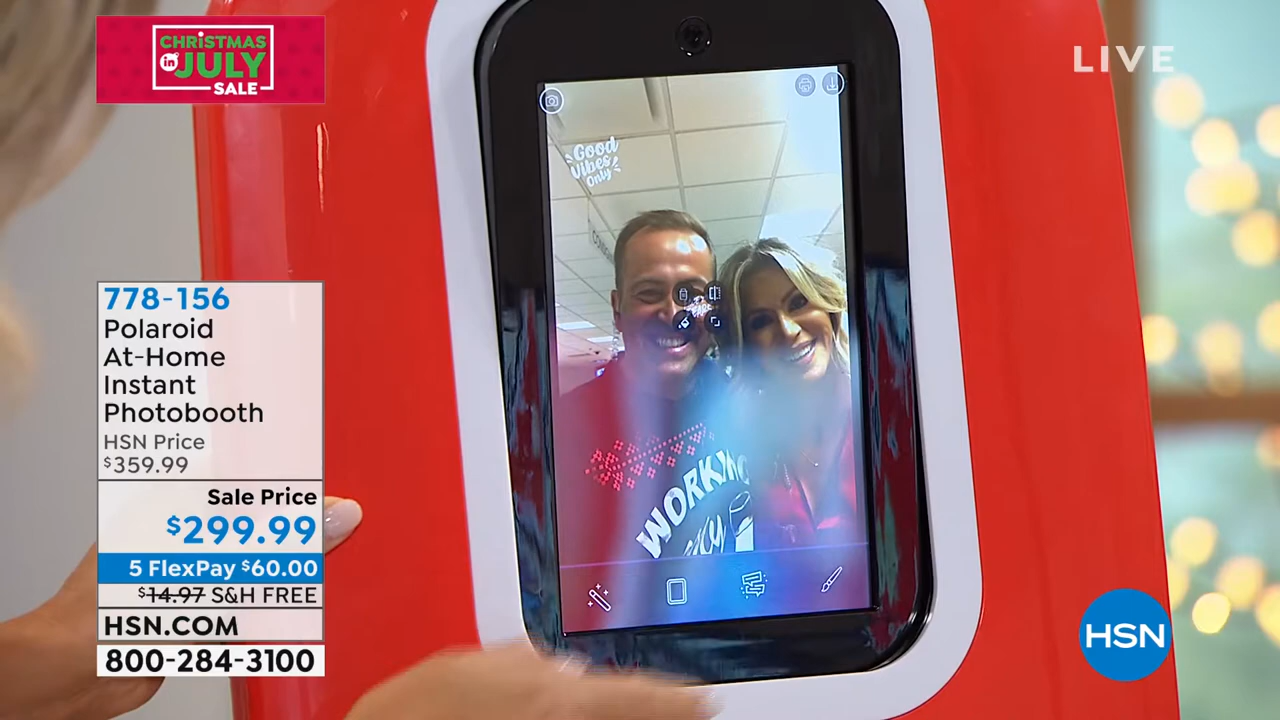 CHRiSTMAS
in JULY
SALE
LIVE
Good
Vibes
Only
778-156
Polaroid
At-Home
Instant
Photobooth
HSN Price
$359.99
Sale Price
$299.99
5 FlexPay $60.00
$14.97 S&H FREE
HSN.COM
800-284-3100
HSN